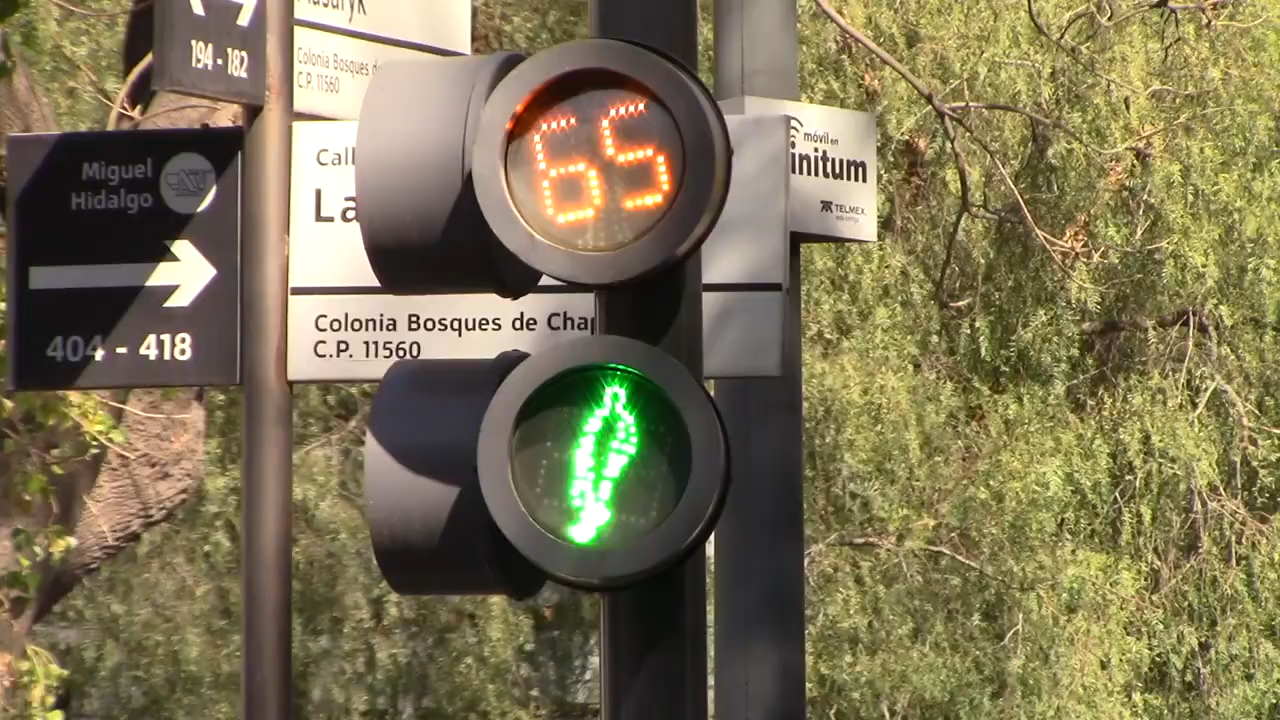 194 - 182
Colonia Bosques d
C.P. 11560
Miguel
Hidalgo
404 - 418
Call
La
Colonia Bosques de Chap
C.P. 11560
65
móvil en
initum
TELMEX